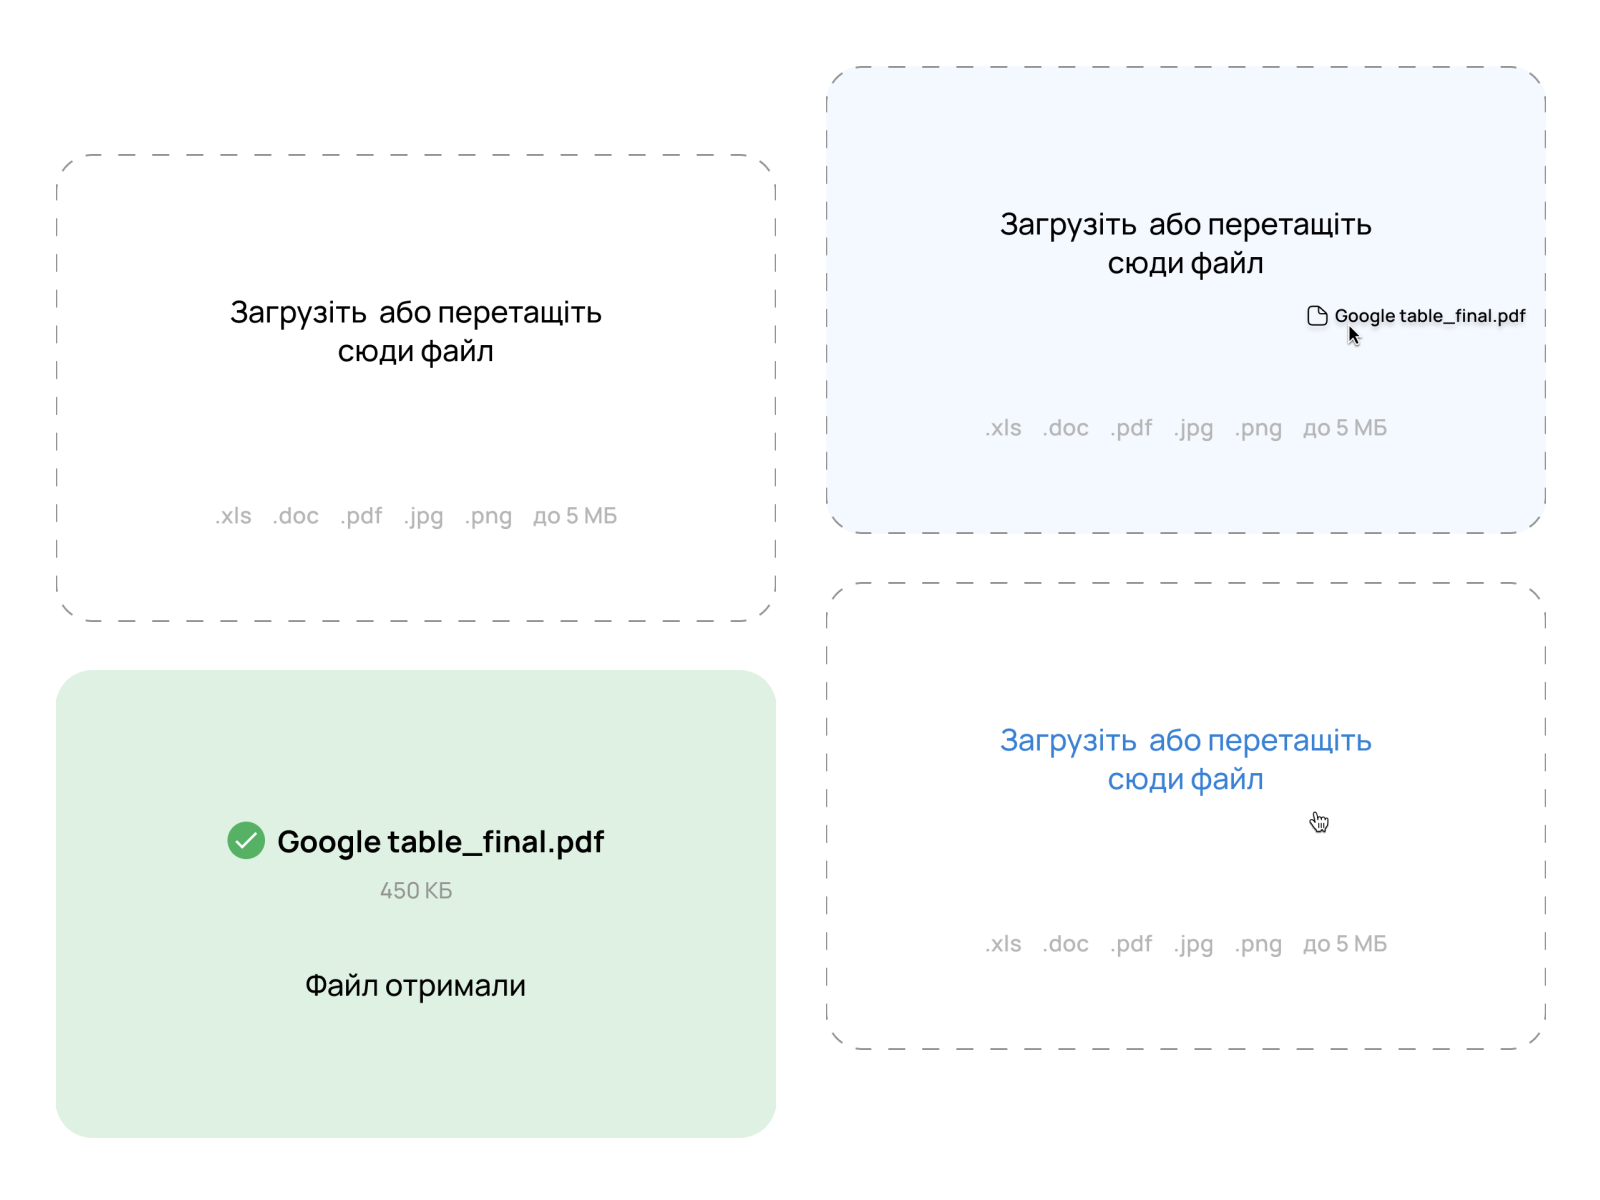 Загрузіть або перетащіть
сюди файл
.xls .doc .pdf .jpg .png до 5 МБ
Google table_final.pdf
450 КБ
Файл отримали
Загрузіть або перетащіть
сюди файл
Google table_final.pdf
.xls .doc .pdf .jpg .png до 5 МБ
Загрузіть або перетащіть
сюди файл
.xls .doc .pdf .jpg .png до 5 МБ